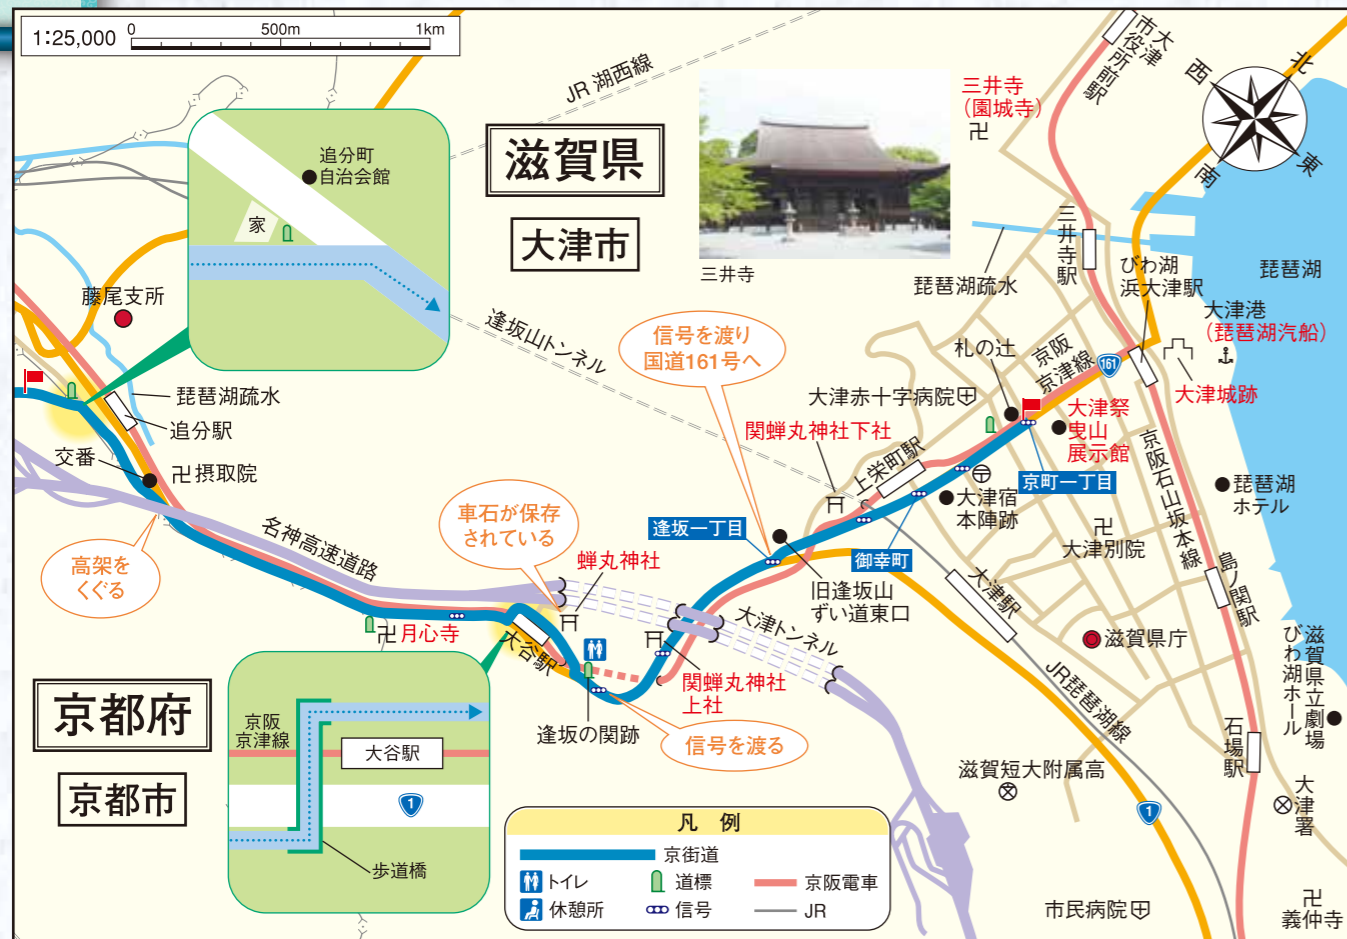 1:25,000
0
500m
1km
JR 湖西線
滋賀県
大津市
三井寺
三井寺
(園城寺)
大津
市役所前駅
北
西
東
南
追分町
自治会館
家
藤尾支所
琵琶湖疏水
追分駅
交番
摂取院
高架を
くぐる
名神高速道路
逢坂山トンネル
信号を渡り
国道161号へ
琵琶湖疏水
三井寺駅
びわ湖
浜大津駅
琵琶湖
大津港
(琵琶湖汽船)
札の辻
京阪
京津線
161
大津城跡
大津赤十字病院
大津祭
曳山
展示館
関蝉丸神社下社
上栄町駅
京町一丁目
大津宿
本陣跡
京阪石山坂本線
琵琶湖
ホテル
大津別院
車石が保存
されている
逢坂一丁目
御幸町
蝉丸神社
旧逢坂山
ずい道東口
大津駅
島ノ関駅
大津トンネル
滋賀県庁
月心寺
大谷駅
関蝉丸神社
上社
逢坂の関跡
信号を渡る
JR琵琶湖線
滋賀県立劇場
びわ湖ホール
石場駅
大津署
滋賀短大附属高
1
京都府
京都市
京阪
京津線
大谷駅
1
歩道橋
凡 例
京街道
トイレ
道標
京阪電車
休憩所
信号
JR
市民病院
義仲寺